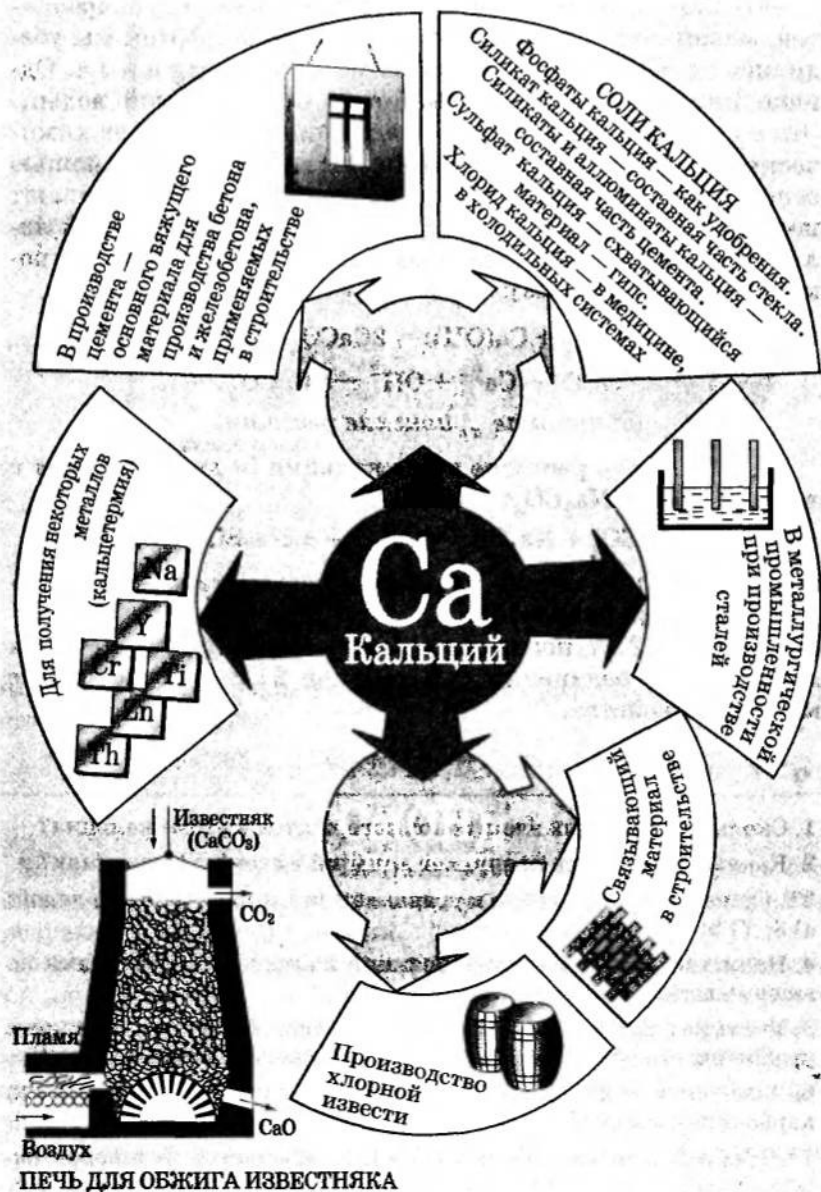 В производстве
цемента —
основного вяжущего
материала для
производства бетона
и железобетона,
применяемых
в строительстве
СОЛИ КАЛЬЦИЯ
Фосфаты кальция — как удобрения.
Силикат кальция — составная часть стекла.
Силикаты и аллюминаты кальция —
составная часть цемента.
Сульфат кальция — схватывающийся
материал — гипс.
Хлорид кальция — в медицине,
в холодильных системах
Для получения некоторых
металлов
(кальцетермия)
Na
Y
Cr
Ti
Zn
Th
Ca
Кальций
В металлургической
промышленности
при производстве
сталей
Связывающий
материал
в строительстве
Производство
хлорной
извести
Известняк
(CaCO₃)
CO₂
Пламя
CaO
Воздух
ПЕЧЬ ДЛЯ ОБЖИГА ИЗВЕСТНЯКА